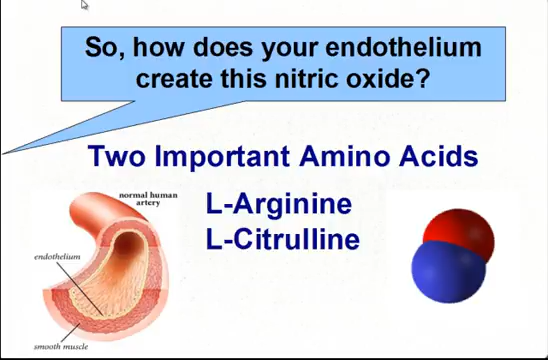 So, how does your endothelium
create this nitric oxide?
Two Important Amino Acids
normal human
artery
L-Arginine
L-Citrulline
endothelium
smooth muscle